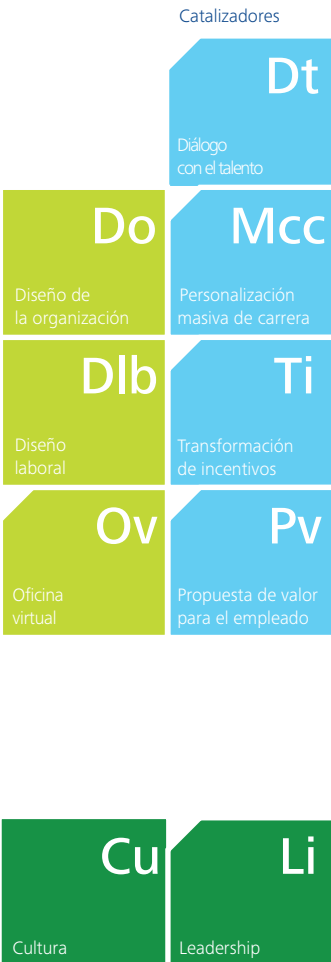 Catalizadores
Dt
Diálogo
con el talento
Do
Diseño de
la organización
Mcc
Personalización
masiva de carrera
Dlb
Diseño
laboral
Ti
Transformación
de incentivos
Ov
Oficina
virtual
Pv
Propuesta de valor
para el empleado
Cu
Cultura
Li
Leadership